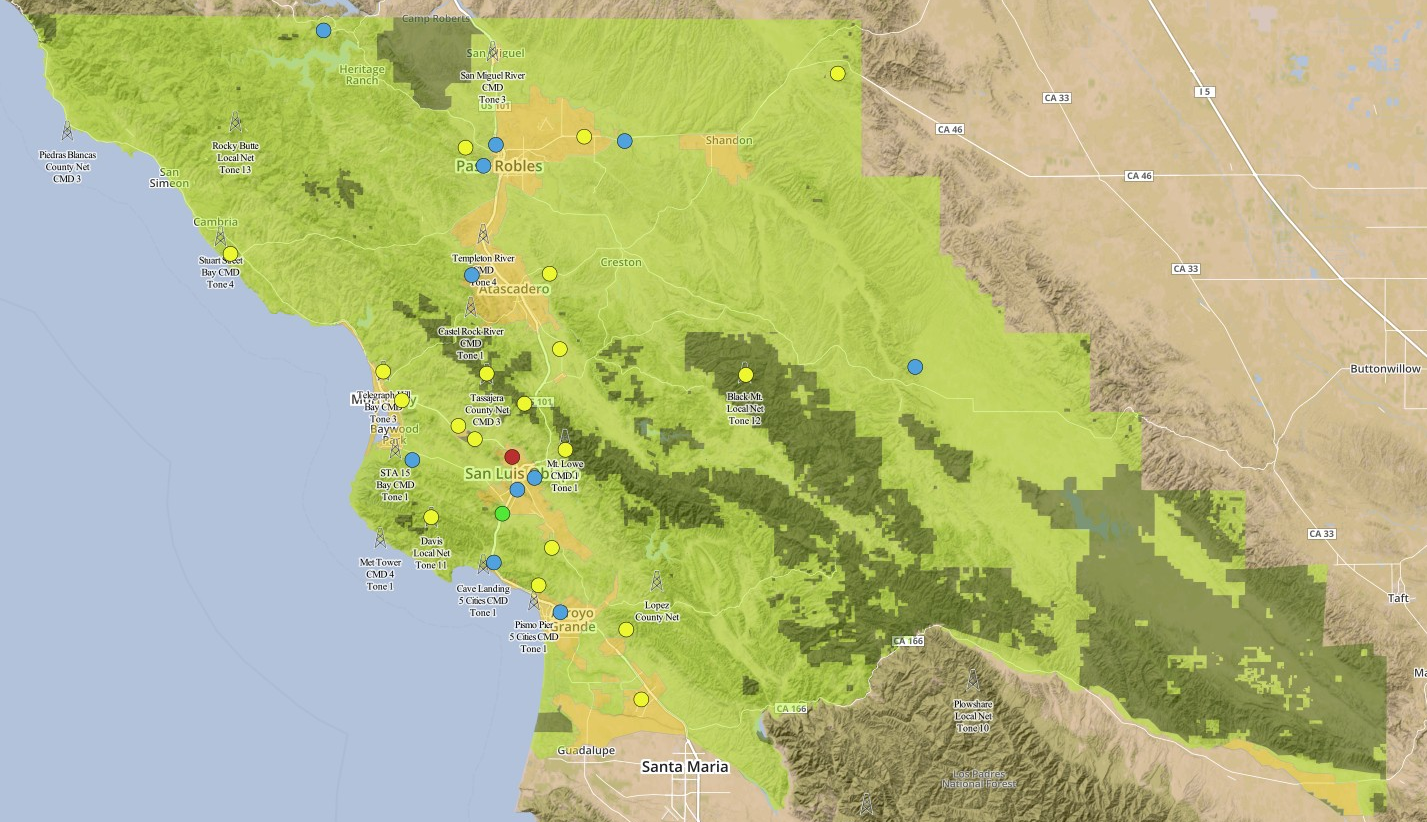 Camp Roberts
San Miguel
Heritage
Ranch
San Miguel River
CMD
Tone 3
US 101
CA 33
I 5
CA 46
Rocky Butte
Local Net
Tone 13
Piedras Blancas
County Net
CMD 3
San
Simeon
Paso Robles
Shandon
CA 46
Cambria
Stuart Street
Bay CMD
Tone 4
Templeton River
CMD
Tone 4
Atascadero
Creston
CA 33
Castel Rock River
CMD
Tone 1
Buttonwillow
Telegraph Hill
Bay CMD
Tone 3
Tassajera
County Net
CMD 3
US 101
Black Mt.
Local Net
Tone 12
Baywood
Park
STA 15
Bay CMD
Tone 1
San Luis
Mt. Lowe
CMD 1
Tone 1
Davis
Local Net
Tone 11
Met Tower
CMD 4
Tone 1
CA 33
Cave Landing
5 Cities CMD
Tone 1
Lopez
County Net
Taft
Arroyo
Grande
Pismo Pier
5 Cities CMD
Tone 1
CA 166
CA 166
Plowshare
Local Net
Tone 10
Guadalupe
Santa Maria
Los Padres
National Forest